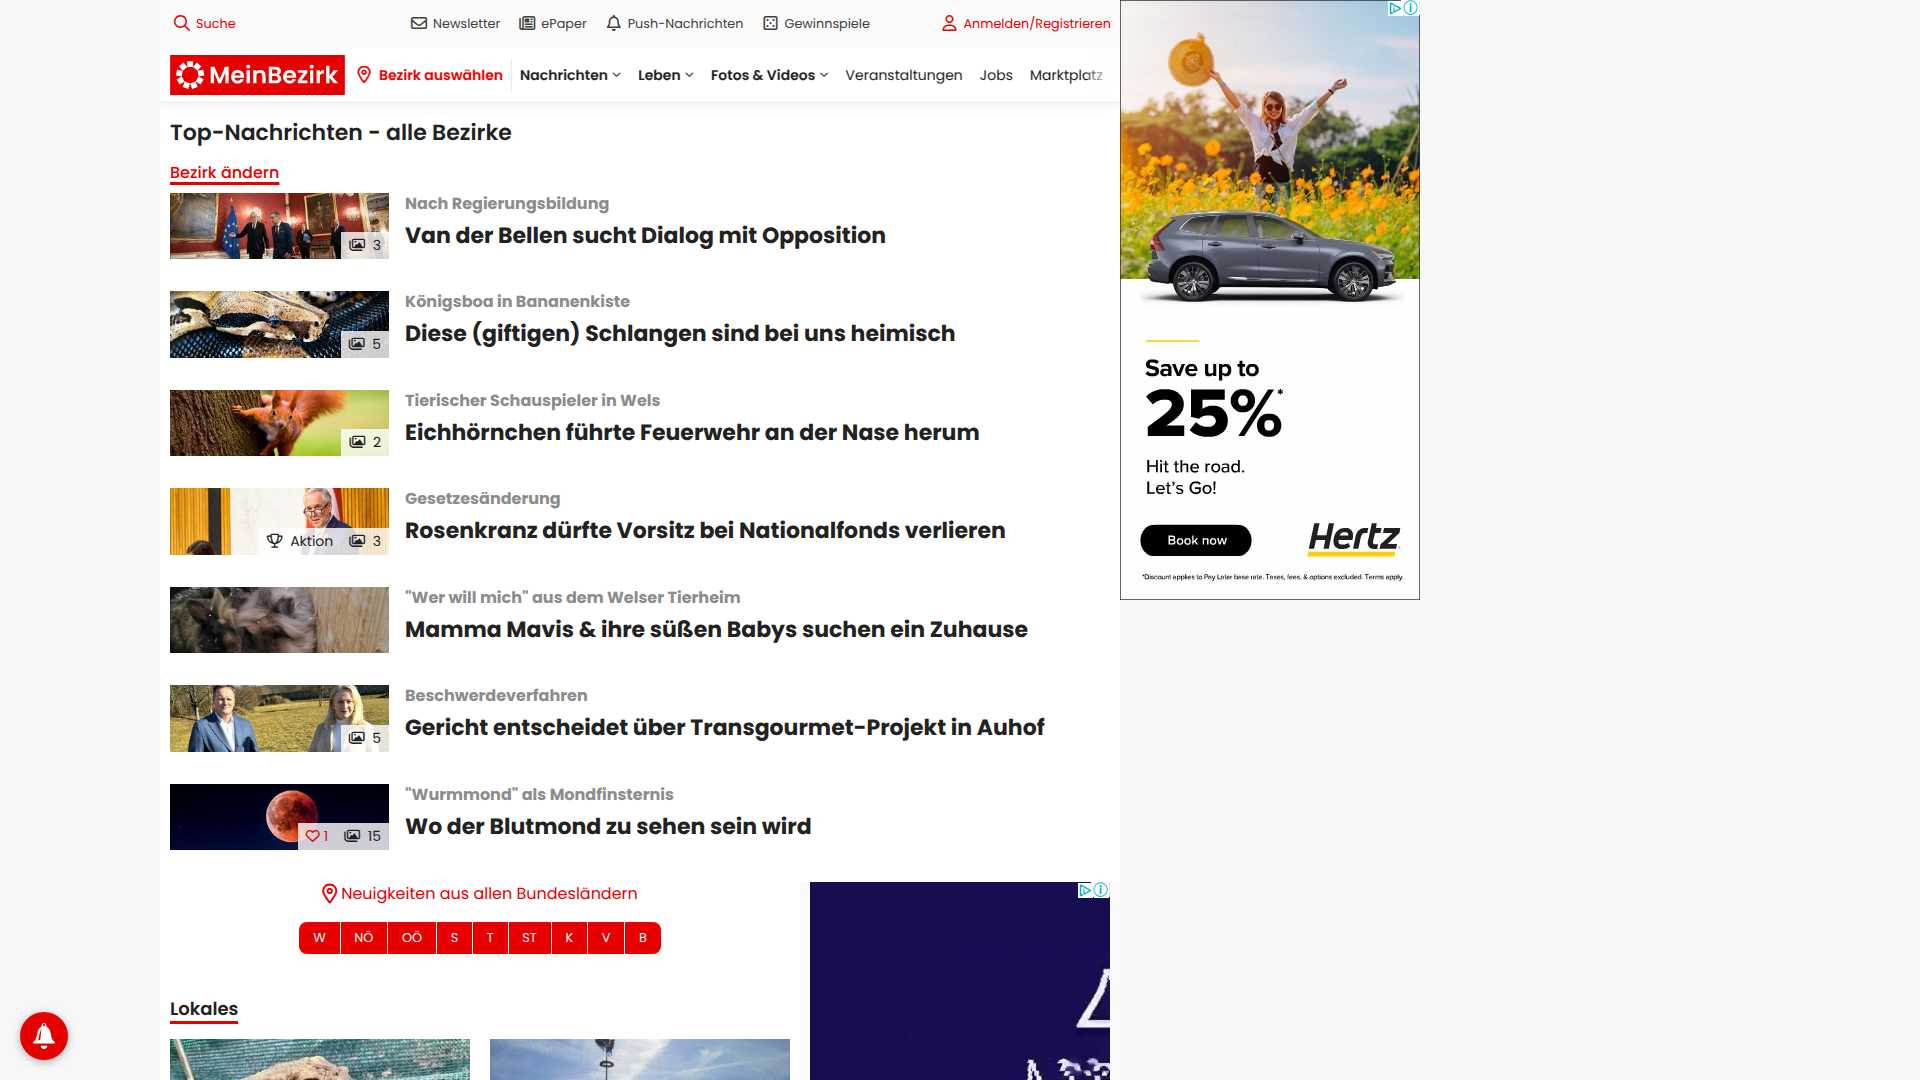 Suche
Newsletter
ePaper
Push-Nachrichten
Gewinnspiele
Anmelden/Registrieren
MeinBezirk
Bezirk auswählen
Nachrichten
Leben
Fotos & Videos
Veranstaltungen
Jobs
Marktplatz
Top-Nachrichten - alle Bezirke
Bezirk ändern
3
Nach Regierungsbildung
Van der Bellen sucht Dialog mit Opposition
5
Königsboa in Bananenkiste
Diese (giftigen) Schlangen sind bei uns heimisch
2
Tierischer Schauspieler in Wels
Eichhörnchen führte Feuerwehr an der Nase herum
Aktion 3
Gesetzesänderung
Rosenkranz dürfte Vorsitz bei Nationalfonds verlieren
"Wer will mich" aus dem Welser Tierheim
Mamma Mavis & ihre süßen Babys suchen ein Zuhause
5
Beschwerdeverfahren
Gericht entscheidet über Transgourmet-Projekt in Auhof
1 15
"Wurmmond" als Mondfinsternis
Wo der Blutmond zu sehen sein wird
Neuigkeiten aus allen Bundesländern
W NÖ OÖ S T ST K V B
Lokales
Save up to
25%*
Hit the road.
Let's Go!
Book now
Hertz
*Discount applies to Pay Later base rate. Taxes, fees, & options excluded. Terms apply.